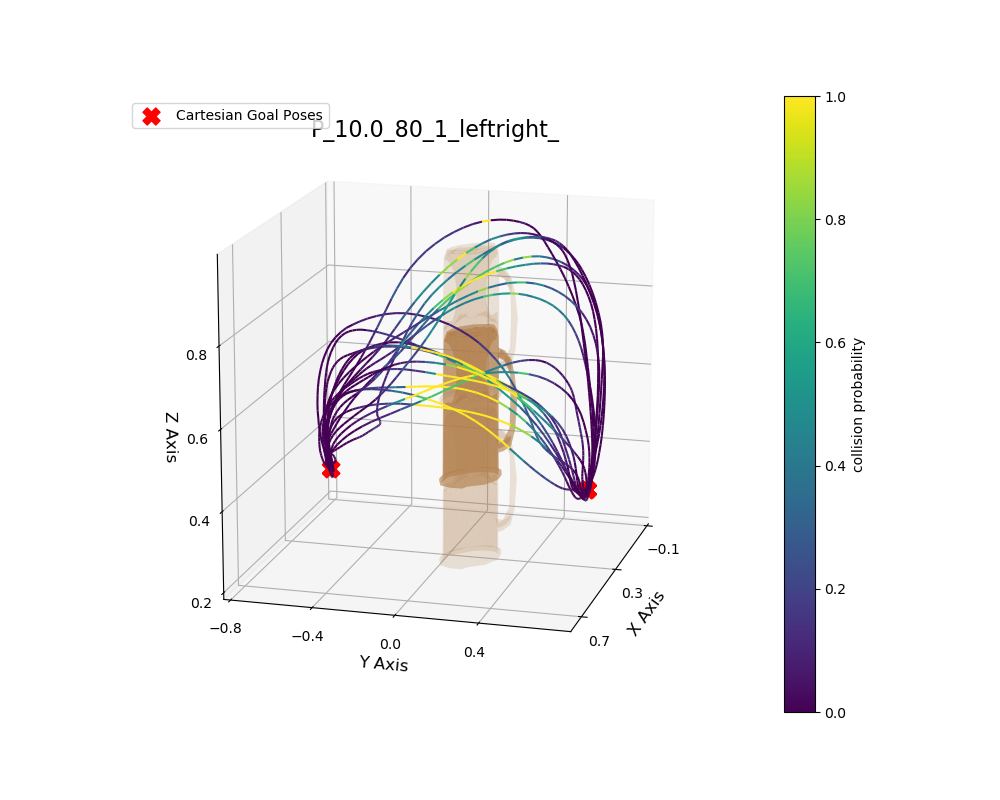 Cartesian Goal Poses
P_10.0_80_1_leftright_
1.0
0.8
0.6
0.4
0.2
0.0
collision probability
0.8
0.6
0.4
0.2
Z Axis
−0.8
−0.4
0.0
0.4
Y Axis
−0.1
0.3
0.7
X Axis